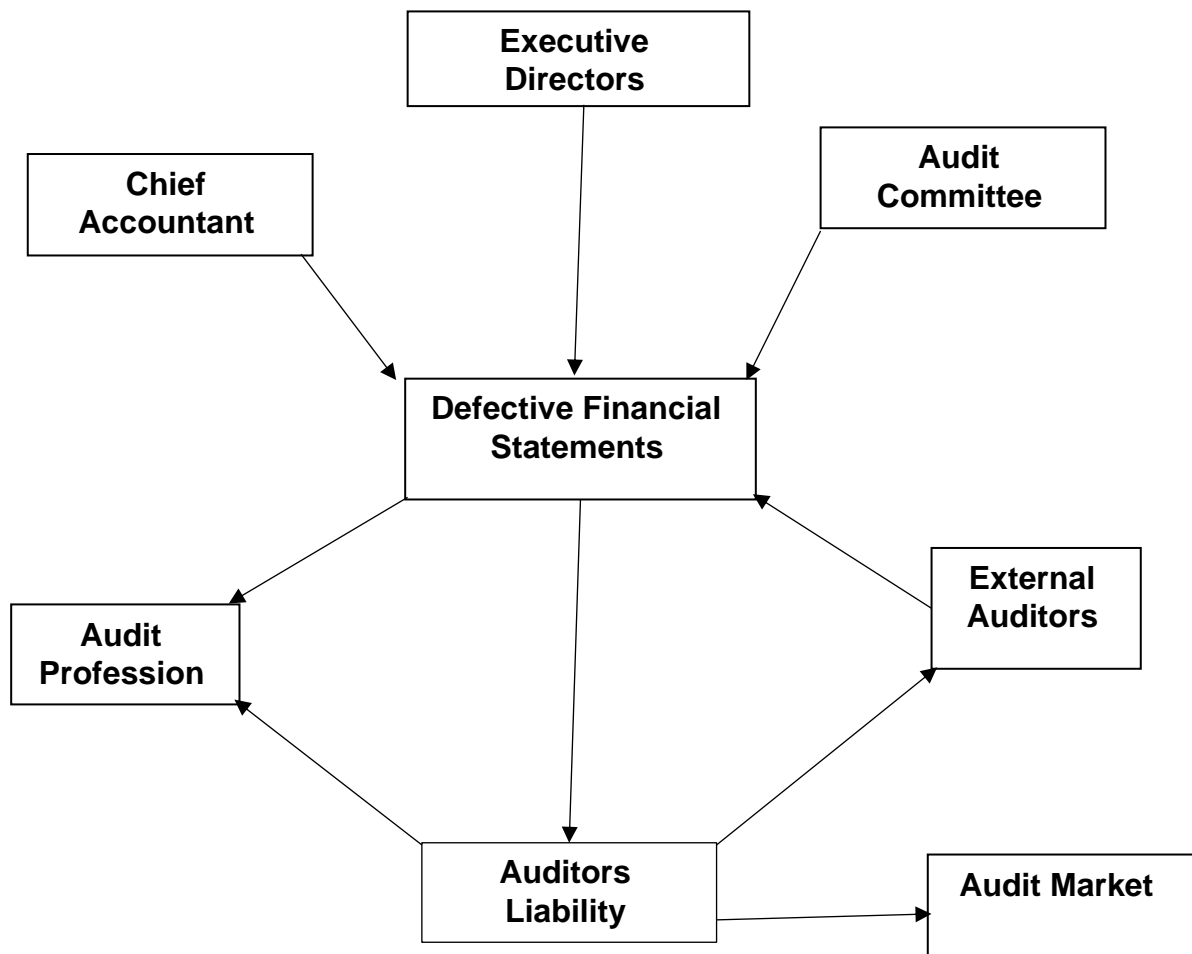 Executive
Directors
Chief
Accountant
Audit
Committee
Defective Financial
Statements
External
Auditors
Audit
Profession
Auditors
Liability
Audit Market